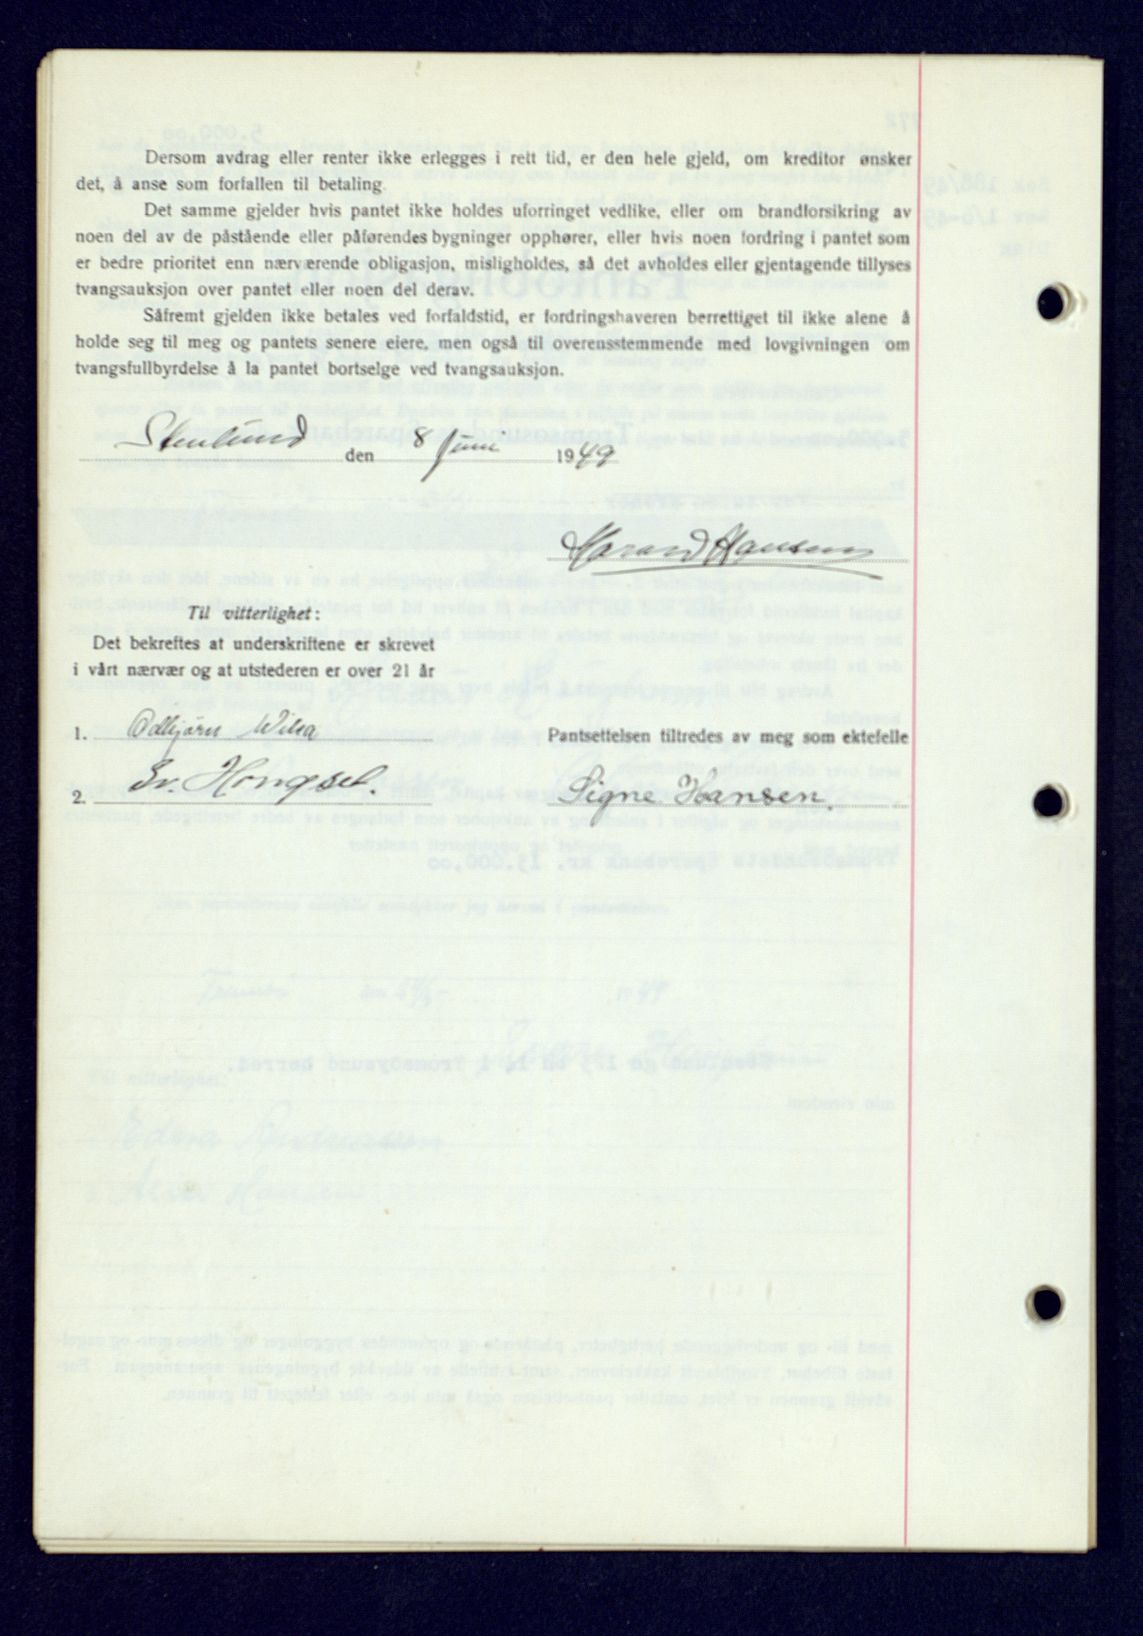 Dersom avdrag eller renter ikke erlegges i rett tid, er den hele gjeld, om kreditor ønsker
det, å anse som forfallen til betaling.
Det samme gjelder hvis pantet ikke holdes uforringet vedlike, eller om brandforsikring av
noen del av de påstående eller påførendes bygninger opphører, eller hvis noen fordring i pantet som
er bedre prioritet enn nærværende obligasjon, misligholdes, så det avholdes eller gjentagende tillyses
tvangsauksjon over pantet eller noen del derav.
Såfremt gjelden ikke betales ved forfaldstid, er fordringshaveren berrettiget til ikke alene å
holde seg til meg og pantets senere eiere, men også til overensstemmende med lovgivningen om
tvangsfullbyrdelse å la pantet bortselge ved tvangsauksjon.
Stenlund den 8 Juni 1949
Hansen
Til vitterlighet:
Det bekreftes at underskriftene er skrevet
i vårt nærvær og at utstederen er over 21 år
1. Odbjørn
Pantsettelsen tiltredes av meg som ektefelle
2.
Signe Hansen.